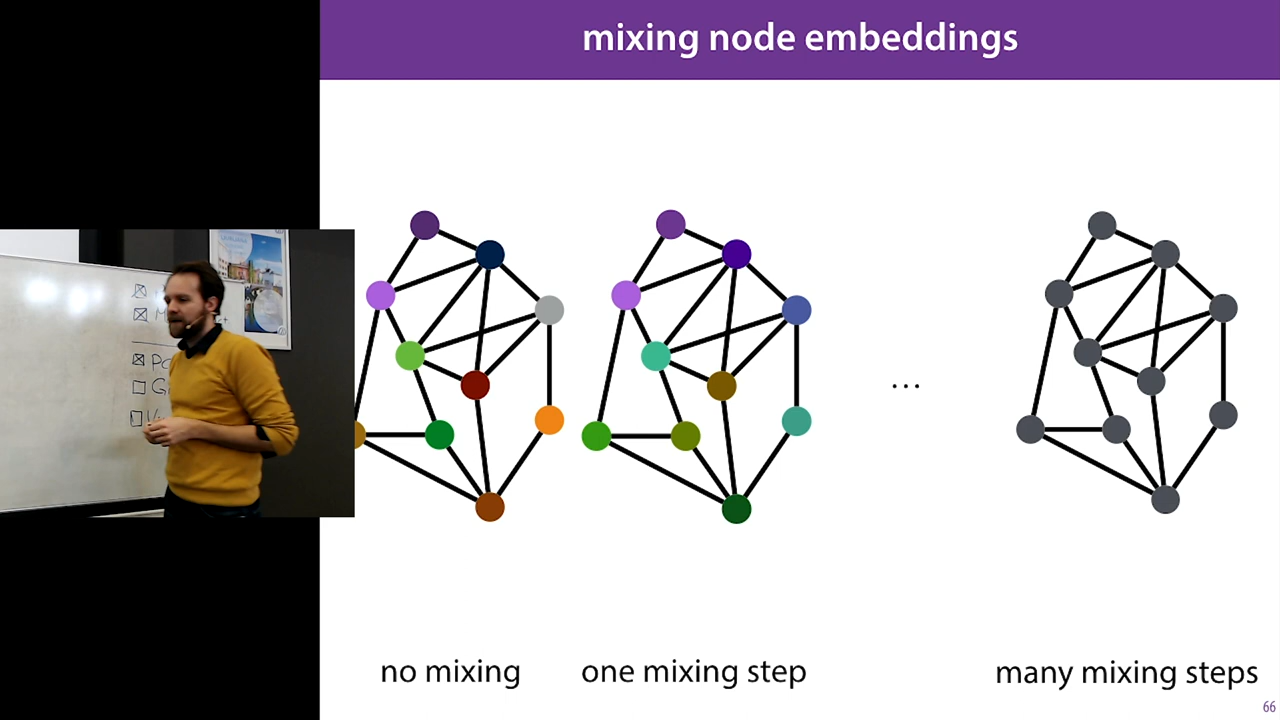 mixing node embeddings
...
no mixing
one mixing step
many mixing steps
66